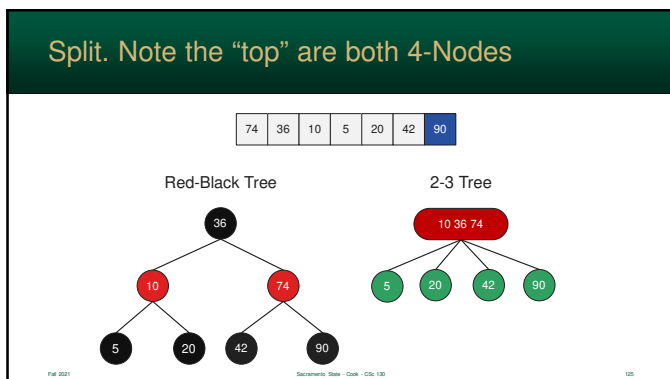 Split. Note the “top” are both 4-Nodes
74 36 10 5 20 42 90
Red-Black Tree
2-3 Tree
36
10 36 74
10 74
5 20 42 90
5 20 42 90
Fall 2021
Sacramento State - Cook - CSc 130
125